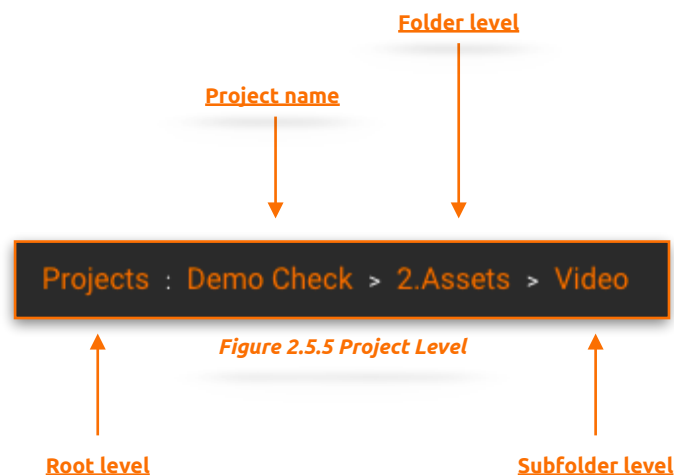 Folder level
Project name
Projects : Demo Check > 2.Assets > Video
Figure 2.5.5 Project Level
Root level
Subfolder level